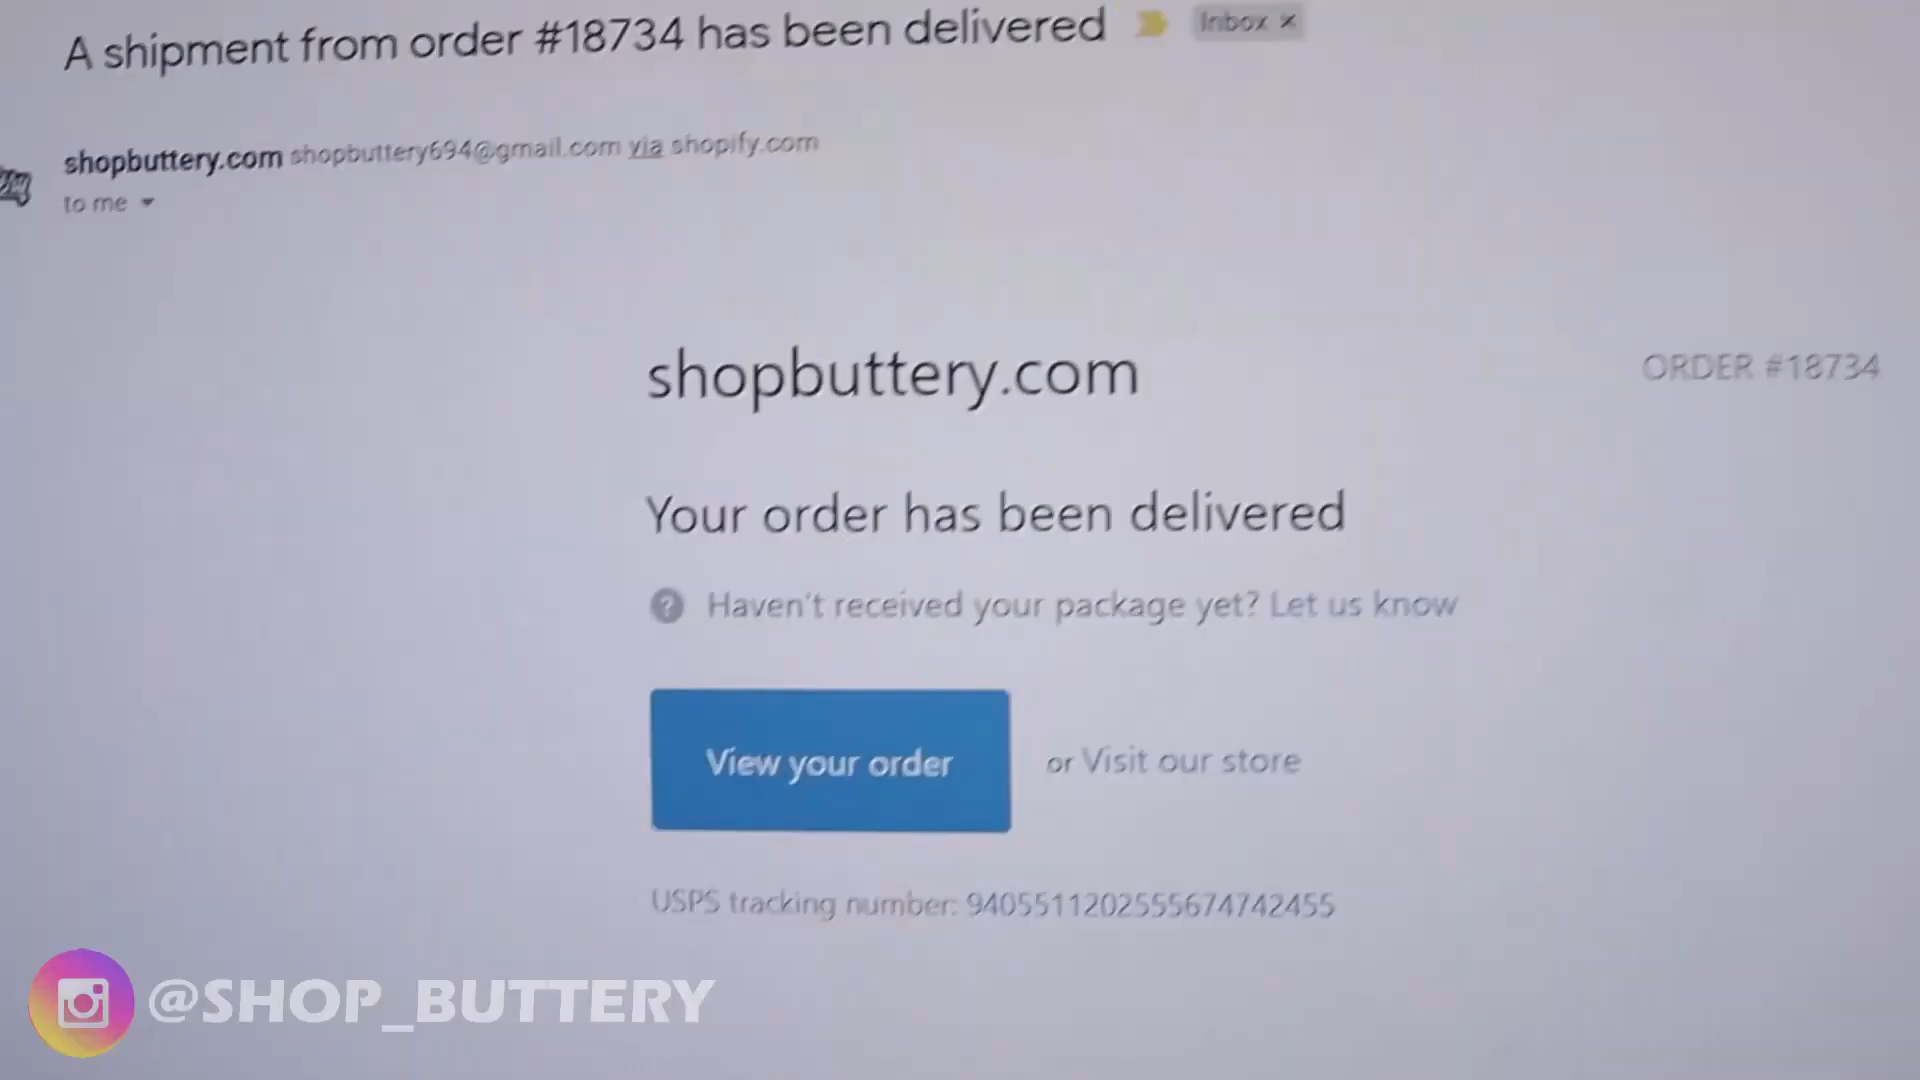 A shipment from order #18734 has been delivered
Inbox ×
shopbuttery.com shopbuttery694@gmail.com via shopify.com
to me
shopbuttery.com
ORDER #18734
Your order has been delivered
? Haven't received your package yet? Let us know
View your order
or Visit our store
USPS tracking number: 9405511202555674742455
@SHOP_BUTTERY